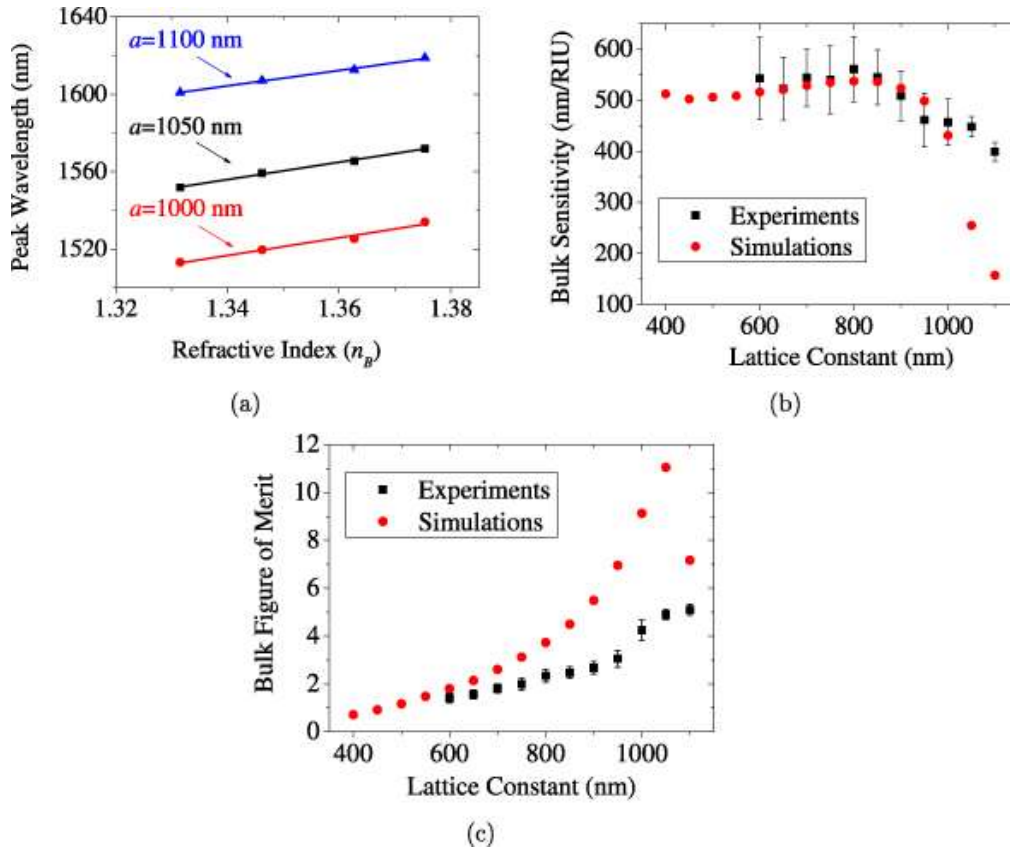 1640
1600
1560
1520
a=1100 nm
a=1050 nm
a=1000 nm
Peak Wavelength (nm)
1.32
1.34
1.36
1.38
Refractive Index (n_B)
(a)
600
500
400
300
200
100
Bulk Sensitivity (nm/RIU)
Experiments
Simulations
400
600
800
1000
Lattice Constant (nm)
(b)
12
10
8
6
4
2
0
Bulk Figure of Merit
Experiments
Simulations
400
600
800
1000
Lattice Constant (nm)
(c)